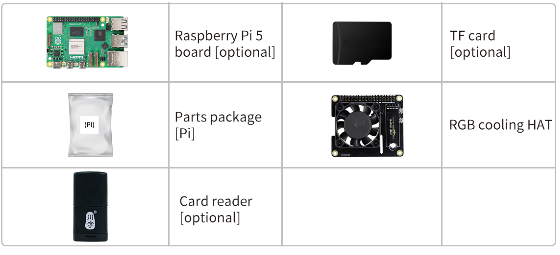 Raspberry Pi 5
board [optional]
TF card
[optional]
[Pi]
Parts package
[Pi]
RGB cooling HAT
Card reader
[optional]